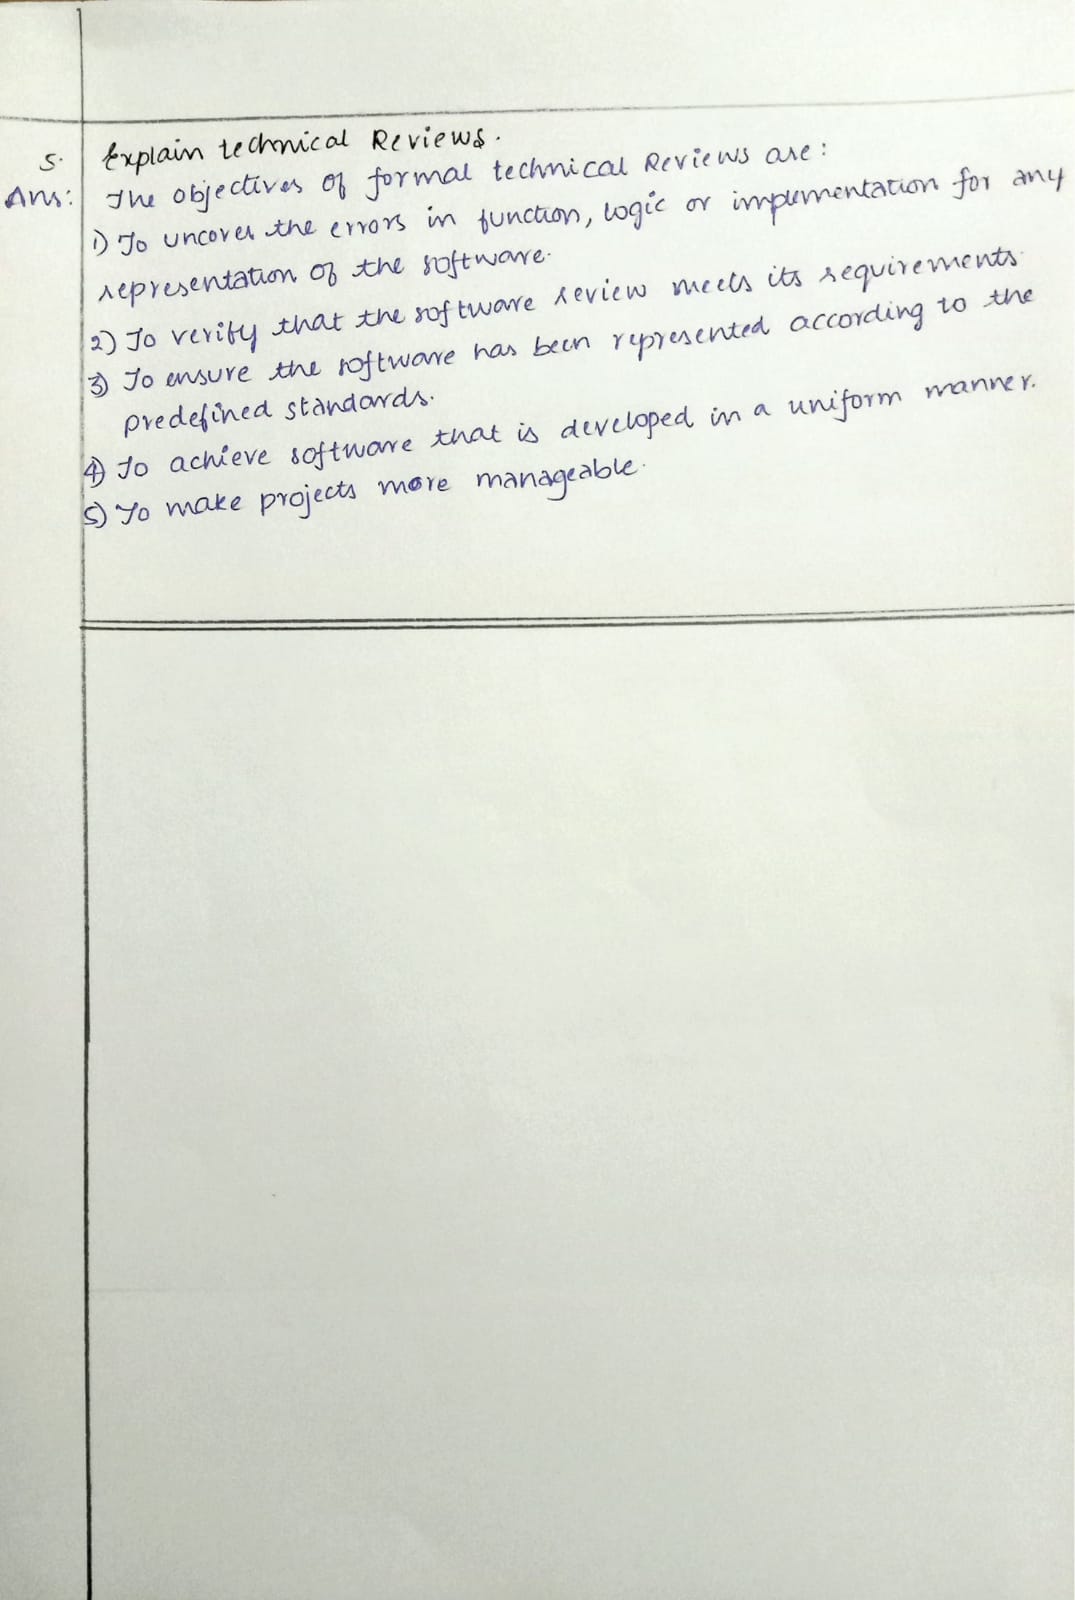 5. Explain technical Reviews.
Ans: The objectives of formal technical Reviews are:
1) To uncover the errors in function, logic or implementation for any
representation of the software.
2) To verify that the software review meets its requirements.
3) To ensure the software has been represented according to the
predefined standards.
4) To achieve software that is developed in a uniform manner.
5) To make projects more manageable.